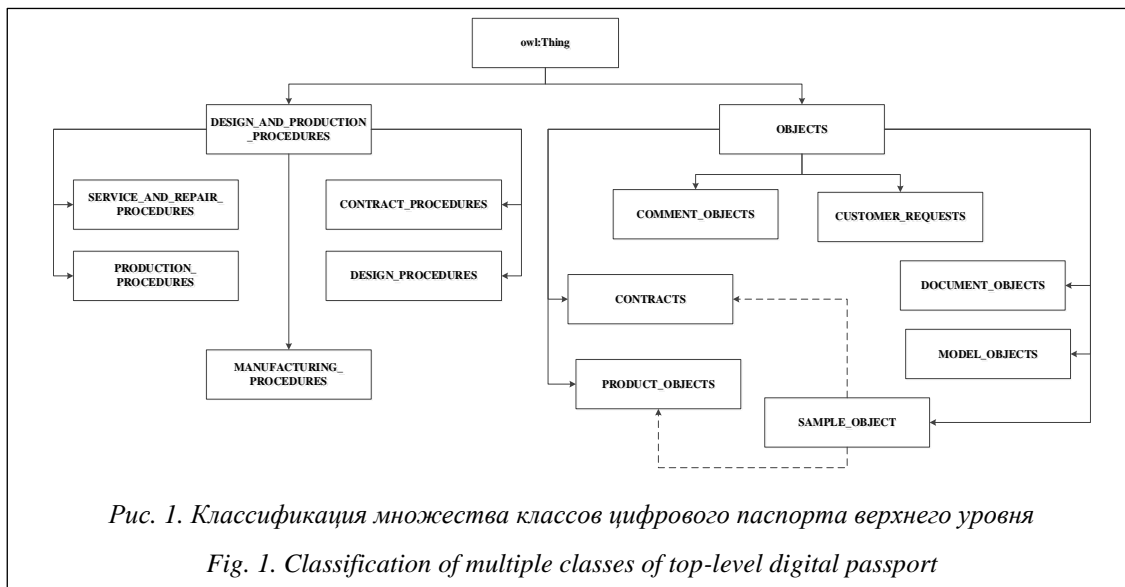 owl:Thing
DESIGN_AND_PRODUCTION
_PROCEDURES
OBJECTS
SERVICE_AND_REPAIR_
PROCEDURES
CONTRACT_PROCEDURES
COMMENT_OBJECTS
CUSTOMER_REQUESTS
PRODUCTION_
PROCEDURES
DESIGN_PROCEDURES
CONTRACTS
DOCUMENT_OBJECTS
MANUFACTURING_
PROCEDURES
PRODUCT_OBJECTS
MODEL_OBJECTS
SAMPLE_OBJECT
Рис. 1. Классификация множества классов цифрового паспорта верхнего уровня
Fig. 1. Classification of multiple classes of top-level digital passport